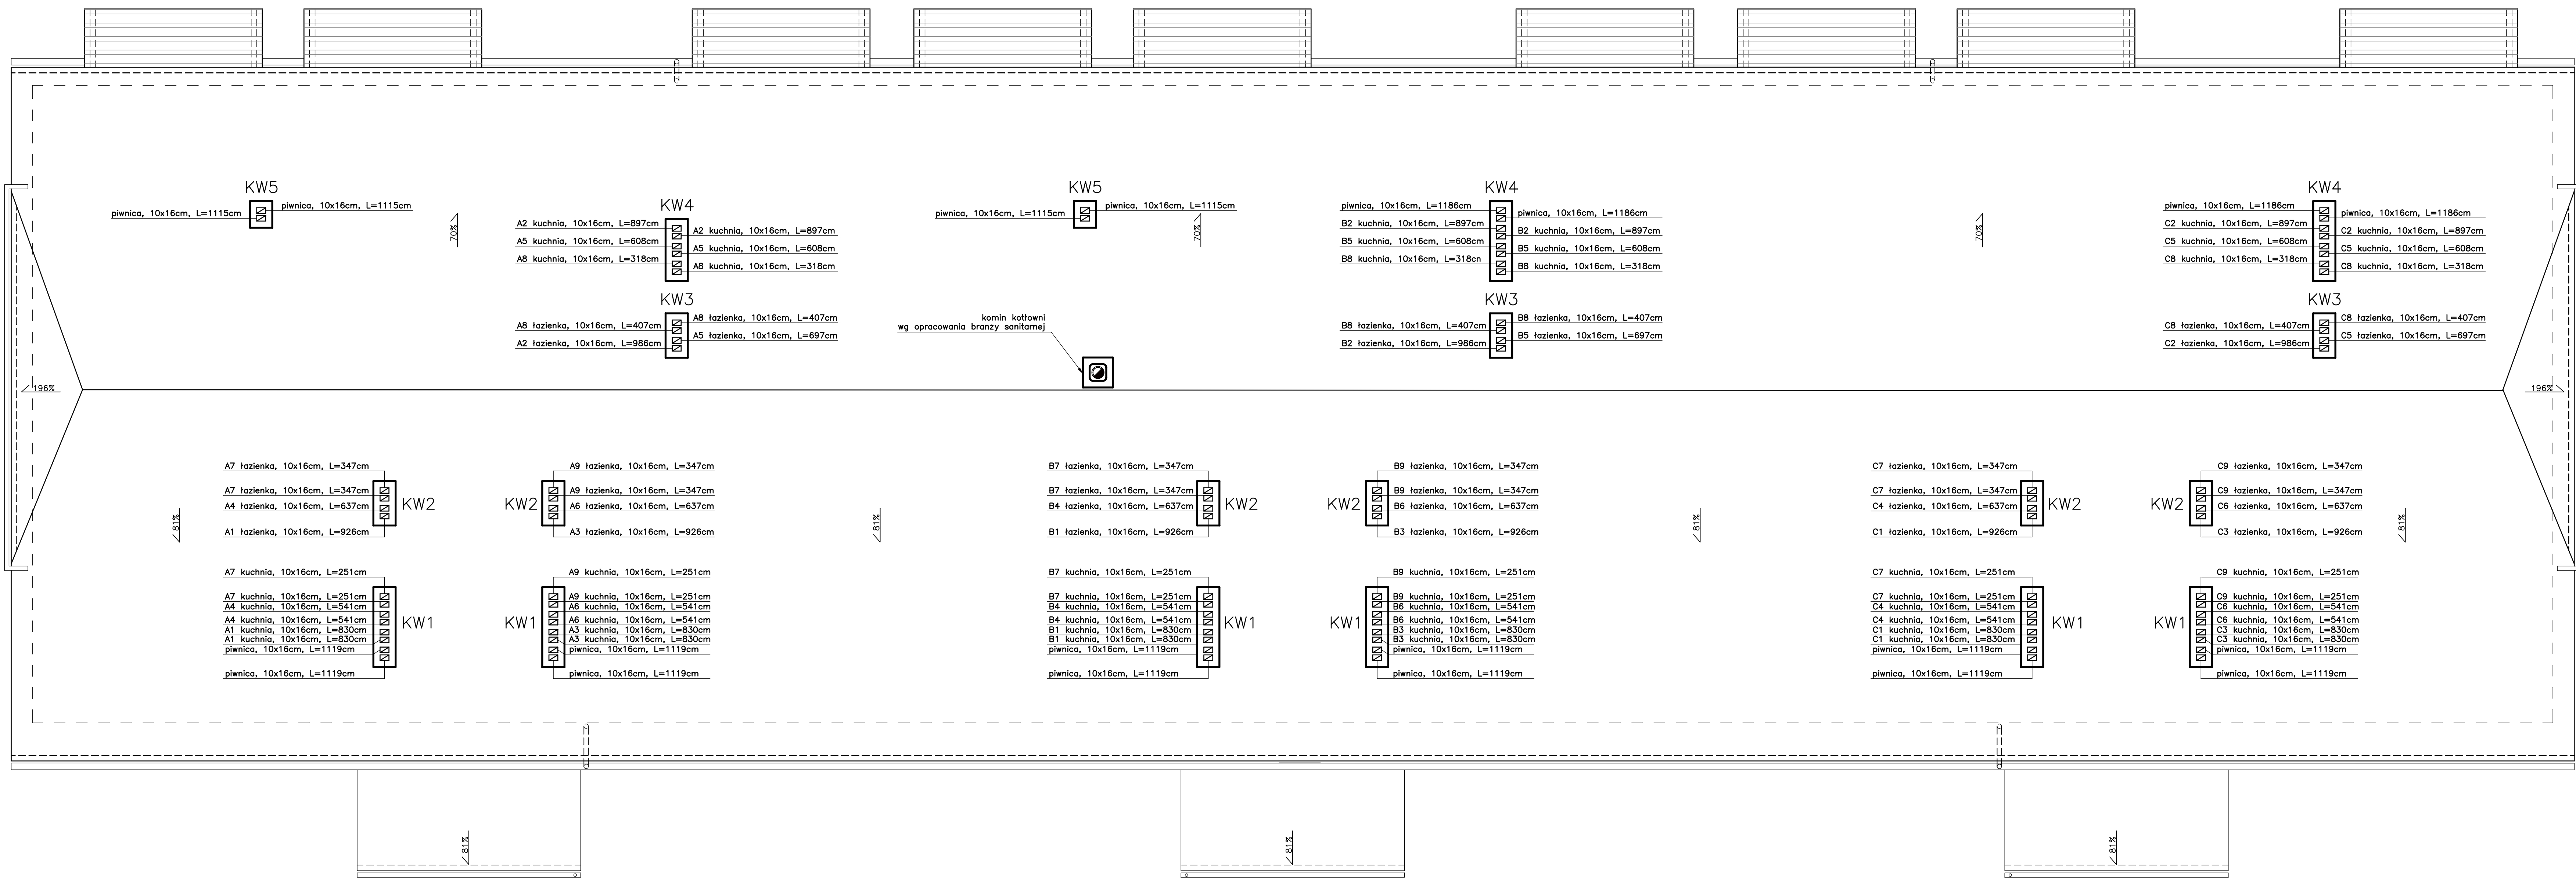 KW5
piwnica, 10x16cm, L=1115cm
piwnica, 10x16cm, L=1115cm
70%
KW4
A2 kuchnia, 10x16cm, L=897cm
A2 kuchnia, 10x16cm, L=897cm
A5 kuchnia, 10x16cm, L=608cm
A5 kuchnia, 10x16cm, L=608cm
A8 kuchnia, 10x16cm, L=318cm
A8 kuchnia, 10x16cm, L=318cm
KW3
A8 łazienka, 10x16cm, L=407cm
A8 łazienka, 10x16cm, L=407cm
A5 łazienka, 10x16cm, L=697cm
A2 łazienka, 10x16cm, L=986cm
KW5
piwnica, 10x16cm, L=1115cm
piwnica, 10x16cm, L=1115cm
70%
komin kotłowni
wg opracowania branży sanitarnej
KW4
piwnica, 10x16cm, L=1186cm
piwnica, 10x16cm, L=1186cm
B2 kuchnia, 10x16cm, L=897cm
B2 kuchnia, 10x16cm, L=897cm
B5 kuchnia, 10x16cm, L=608cm
B5 kuchnia, 10x16cm, L=608cm
B8 kuchnia, 10x16cm, L=318cn
B8 kuchnia, 10x16cm, L=318cm
KW3
B8 łazienka, 10x16cm, L=407cm
B8 łazienka, 10x16cm, L=407cm
B5 łazienka, 10x16cm, L=697cm
B2 łazienka, 10x16cm, L=986cm
70%
KW4
piwnica, 10x16cm, L=1186cm
piwnica, 10x16cm, L=1186cm
C2 kuchnia, 10x16cm, L=897cm
C2 kuchnia, 10x16cm, L=897cm
C5 kuchnia, 10x16cm, L=608cm
C5 kuchnia, 10x16cm, L=608cm
C8 kuchnia, 10x16cm, L=318cm
C8 kuchnia, 10x16cm, L=318cm
KW3
C8 łazienka, 10x16cm, L=407cm
C8 łazienka, 10x16cm, L=407cm
C5 łazienka, 10x16cm, L=697cm
C2 łazienka, 10x16cm, L=986cm
196%
196%
81%
A7 łazienka, 10x16cm, L=347cm
A7 łazienka, 10x16cm, L=347cm
A4 łazienka, 10x16cm, L=637cm
A1 łazienka, 10x16cm, L=926cm
KW2
KW2
A9 łazienka, 10x16cm, L=347cm
A9 łazienka, 10x16cm, L=347cm
A6 łazienka, 10x16cm, L=637cm
A3 łazienka, 10x16cm, L=926cm
81%
B7 łazienka, 10x16cm, L=347cm
B7 łazienka, 10x16cm, L=347cm
B4 łazienka, 10x16cm, L=637cm
B1 łazienka, 10x16cm, L=926cm
KW2
KW2
B9 łazienka, 10x16cm, L=347cm
B9 łazienka, 10x16cm, L=347cm
B6 łazienka, 10x16cm, L=637cm
B3 łazienka, 10x16cm, L=926cm
81%
C7 łazienka, 10x16cm, L=347cm
C7 łazienka, 10x16cm, L=347cm
C4 łazienka, 10x16cm, L=637cm
C1 łazienka, 10x16cm, L=926cm
KW2
KW2
C9 łazienka, 10x16cm, L=347cm
C9 łazienka, 10x16cm, L=347cm
C6 łazienka, 10x16cm, L=637cm
C3 łazienka, 10x16cm, L=926cm
81%
A7 kuchnia, 10x16cm, L=251cm
A7 kuchnia, 10x16cm, L=251cm
A4 kuchnia, 10x16cm, L=541cm
A4 kuchnia, 10x16cm, L=541cm
A1 kuchnia, 10x16cm, L=830cm
A1 kuchnia, 10x16cm, L=830cm
piwnica, 10x16cm, L=1119cm
piwnica, 10x16cm, L=1119cm
KW1
KW1
A9 kuchnia, 10x16cm, L=251cm
A9 kuchnia, 10x16cm, L=251cm
A6 kuchnia, 10x16cm, L=541cm
A6 kuchnia, 10x16cm, L=541cm
A3 kuchnia, 10x16cm, L=830cm
A3 kuchnia, 10x16cm, L=830cm
piwnica, 10x16cm, L=1119cm
piwnica, 10x16cm, L=1119cm
B7 kuchnia, 10x16cm, L=251cm
B7 kuchnia, 10x16cm, L=251cm
B4 kuchnia, 10x16cm, L=541cm
B4 kuchnia, 10x16cm, L=541cm
B1 kuchnia, 10x16cm, L=830cm
B1 kuchnia, 10x16cm, L=830cm
piwnica, 10x16cm, L=1119cm
piwnica, 10x16cm, L=1119cm
KW1
KW1
B9 kuchnia, 10x16cm, L=251cm
B9 kuchnia, 10x16cm, L=251cm
B6 kuchnia, 10x16cm, L=541cm
B6 kuchnia, 10x16cm, L=541cm
B3 kuchnia, 10x16cm, L=830cm
B3 kuchnia, 10x16cm, L=830cm
piwnica, 10x16cm, L=1119cm
piwnica, 10x16cm, L=1119cm
C7 kuchnia, 10x16cm, L=251cm
C7 kuchnia, 10x16cm, L=251cm
C4 kuchnia, 10x16cm, L=541cm
C4 kuchnia, 10x16cm, L=541cm
C1 kuchnia, 10x16cm, L=830cm
C1 kuchnia, 10x16cm, L=830cm
piwnica, 10x16cm, L=1119cm
piwnica, 10x16cm, L=1119cm
KW1
KW1
C9 kuchnia, 10x16cm, L=251cm
C9 kuchnia, 10x16cm, L=251cm
C6 kuchnia, 10x16cm, L=541cm
C6 kuchnia, 10x16cm, L=541cm
C3 kuchnia, 10x16cm, L=830cm
C3 kuchnia, 10x16cm, L=830cm
piwnica, 10x16cm, L=1119cm
piwnica, 10x16cm, L=1119cm
81%
81%
81%